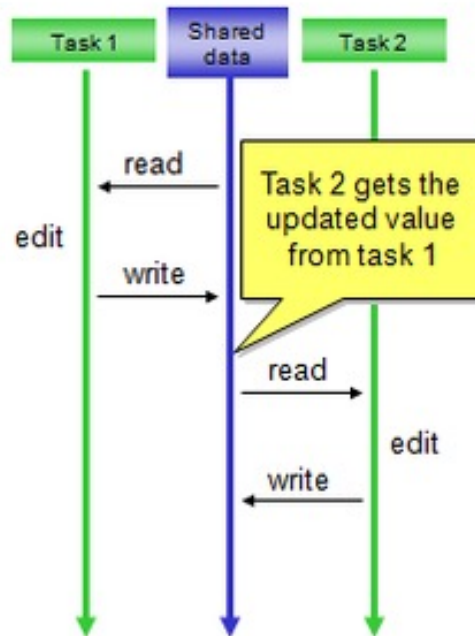 Task 1
Shared
data
Task 2
read
Task 2 gets the
updated value
from task 1
edit
write
read
edit
write